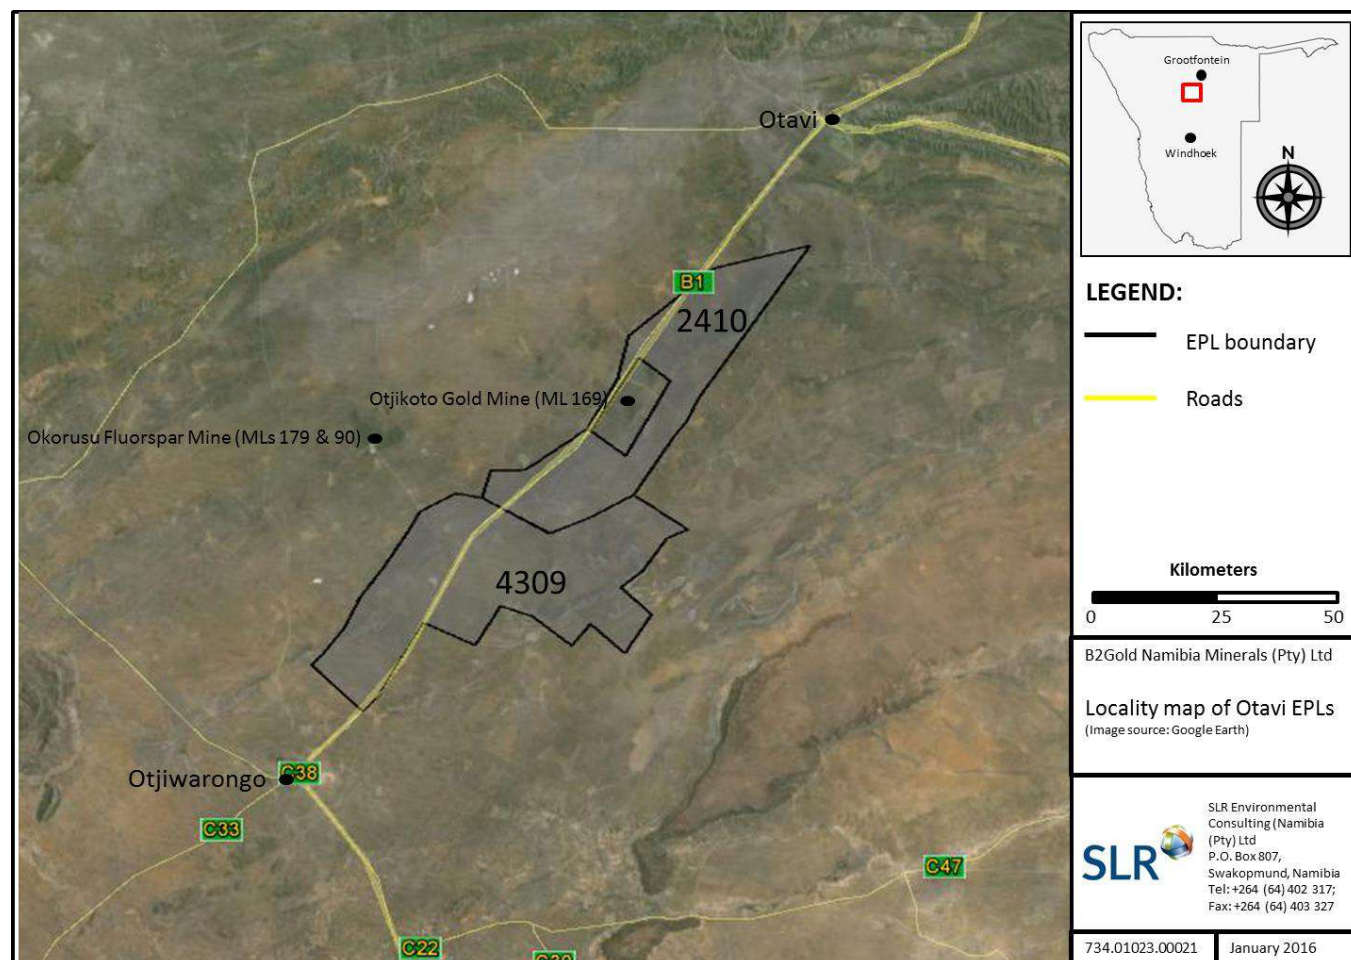 Otavi
B1
2410
Otjikoto Gold Mine (ML 169)
Okorusu Fluorspar Mine (MLs 179 & 90)
4309
Otjiwarongo
C38
C33
C47
C22
Grootfontein
Windhoek
N
LEGEND:
EPL boundary
Roads
Kilometers
0 25 50
B2Gold Namibia Minerals (Pty) Ltd
Locality map of Otavi EPLs
(Image source: Google Earth)
SLR
SLR Environmental
Consulting (Namibia
(Pty) Ltd
P.O. Box 807,
Swakopmund, Namibia
Tel: +264 (64) 402 317;
Fax: +264 (64) 403 327
734.01023.00021
January 2016